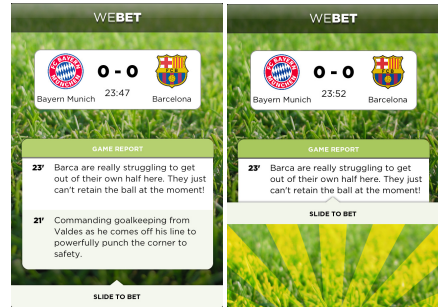 WEBET
0 - 0
23:47
Bayern Munich
Barcelona
GAME REPORT
23' Barca are really struggling to get
out of their own half here. They just
can't retain the ball at the moment!
21' Commanding goalkeeping from
Valdes as he comes off his line to
powerfully punch the corner to
safety.
SLIDE TO BET
WEBET
0 - 0
23:52
Bayern Munich
Barcelona
GAME REPORT
23' Barca are really struggling to get
out of their own half here. They just
can't retain the ball at the moment!
SLIDE TO BET